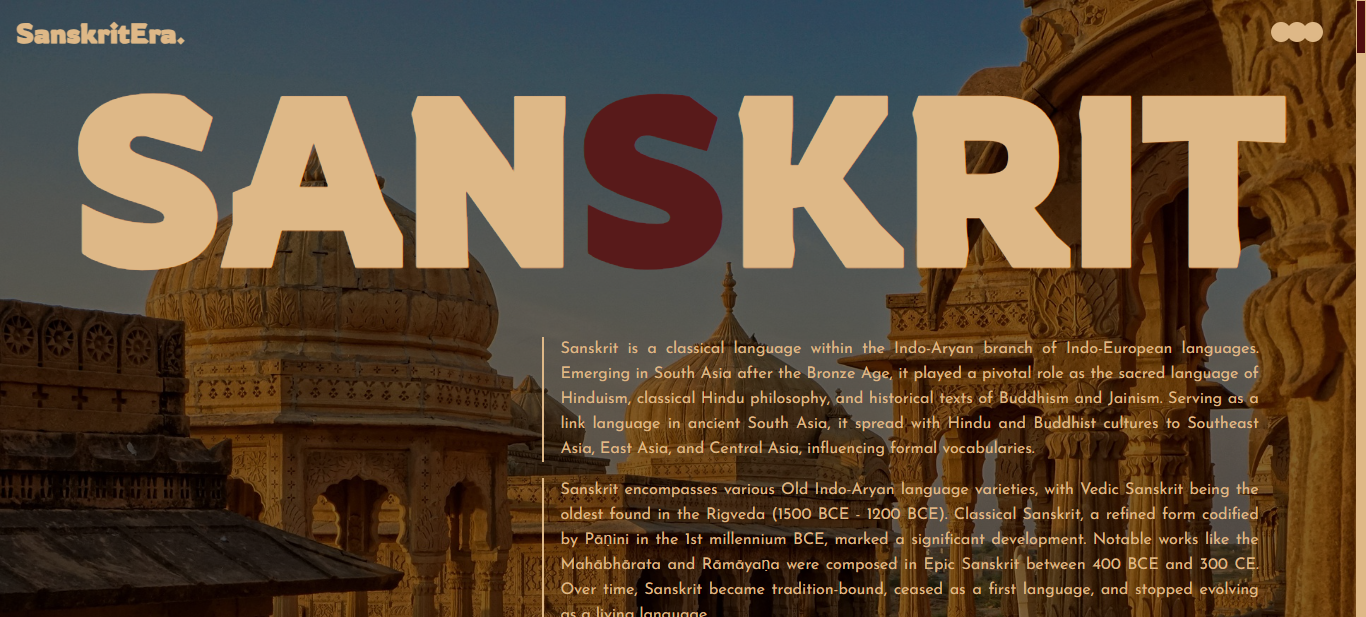 SanskritEra.
SANSKRIT
Sanskrit is a classical language within the Indo-Aryan branch of Indo-European languages.
Emerging in South Asia after the Bronze Age, it played a pivotal role as the sacred language of
Hinduism, classical Hindu philosophy, and historical texts of Buddhism and Jainism. Serving as a
link language in ancient South Asia, it spread with Hindu and Buddhist cultures to Southeast
Asia, East Asia, and Central Asia, influencing formal vocabularies.
Sanskrit encompasses various Old Indo-Aryan language varieties, with Vedic Sanskrit being the
oldest found in the Rigveda (1500 BCE - 1200 BCE). Classical Sanskrit, a refined form codified
by Pāṇini in the 1st millennium BCE, marked a significant development. Notable works like the
Mahābhārata and Rāmāyaṇa were composed in Epic Sanskrit between 400 BCE and 300 CE.
Over time, Sanskrit became tradition-bound, ceased as a first language, and stopped evolving
as a living language.